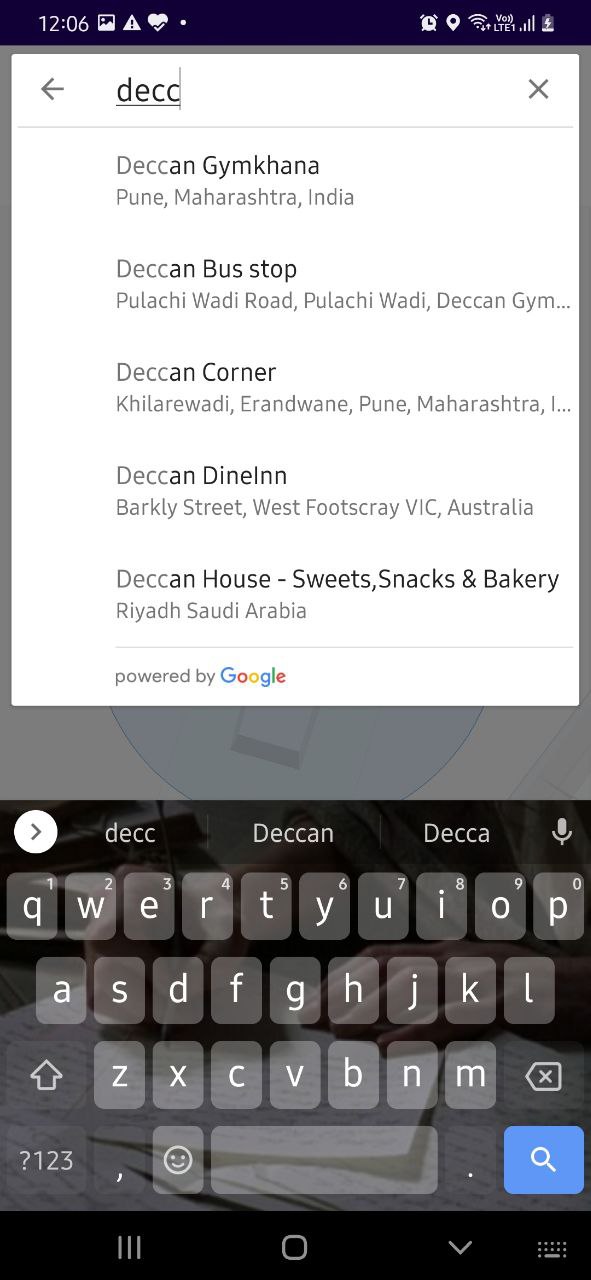 12:06 Vo)) LTE1
decc
Deccan Gymkhana
Pune, Maharashtra, India
Deccan Bus stop
Pulachi Wadi Road, Pulachi Wadi, Deccan Gym...
Deccan Corner
Khilarewadi, Erandwane, Pune, Maharashtra, I...
Deccan DineInn
Barkly Street, West Footscray VIC, Australia
Deccan House - Sweets,Snacks & Bakery
Riyadh Saudi Arabia
powered by Google
decc Deccan Decca
1 2 3 4 5 6 7 8 9 0
q w e r t y u i o p
a s d f g h j k l
z x c v b n m
?123 , .